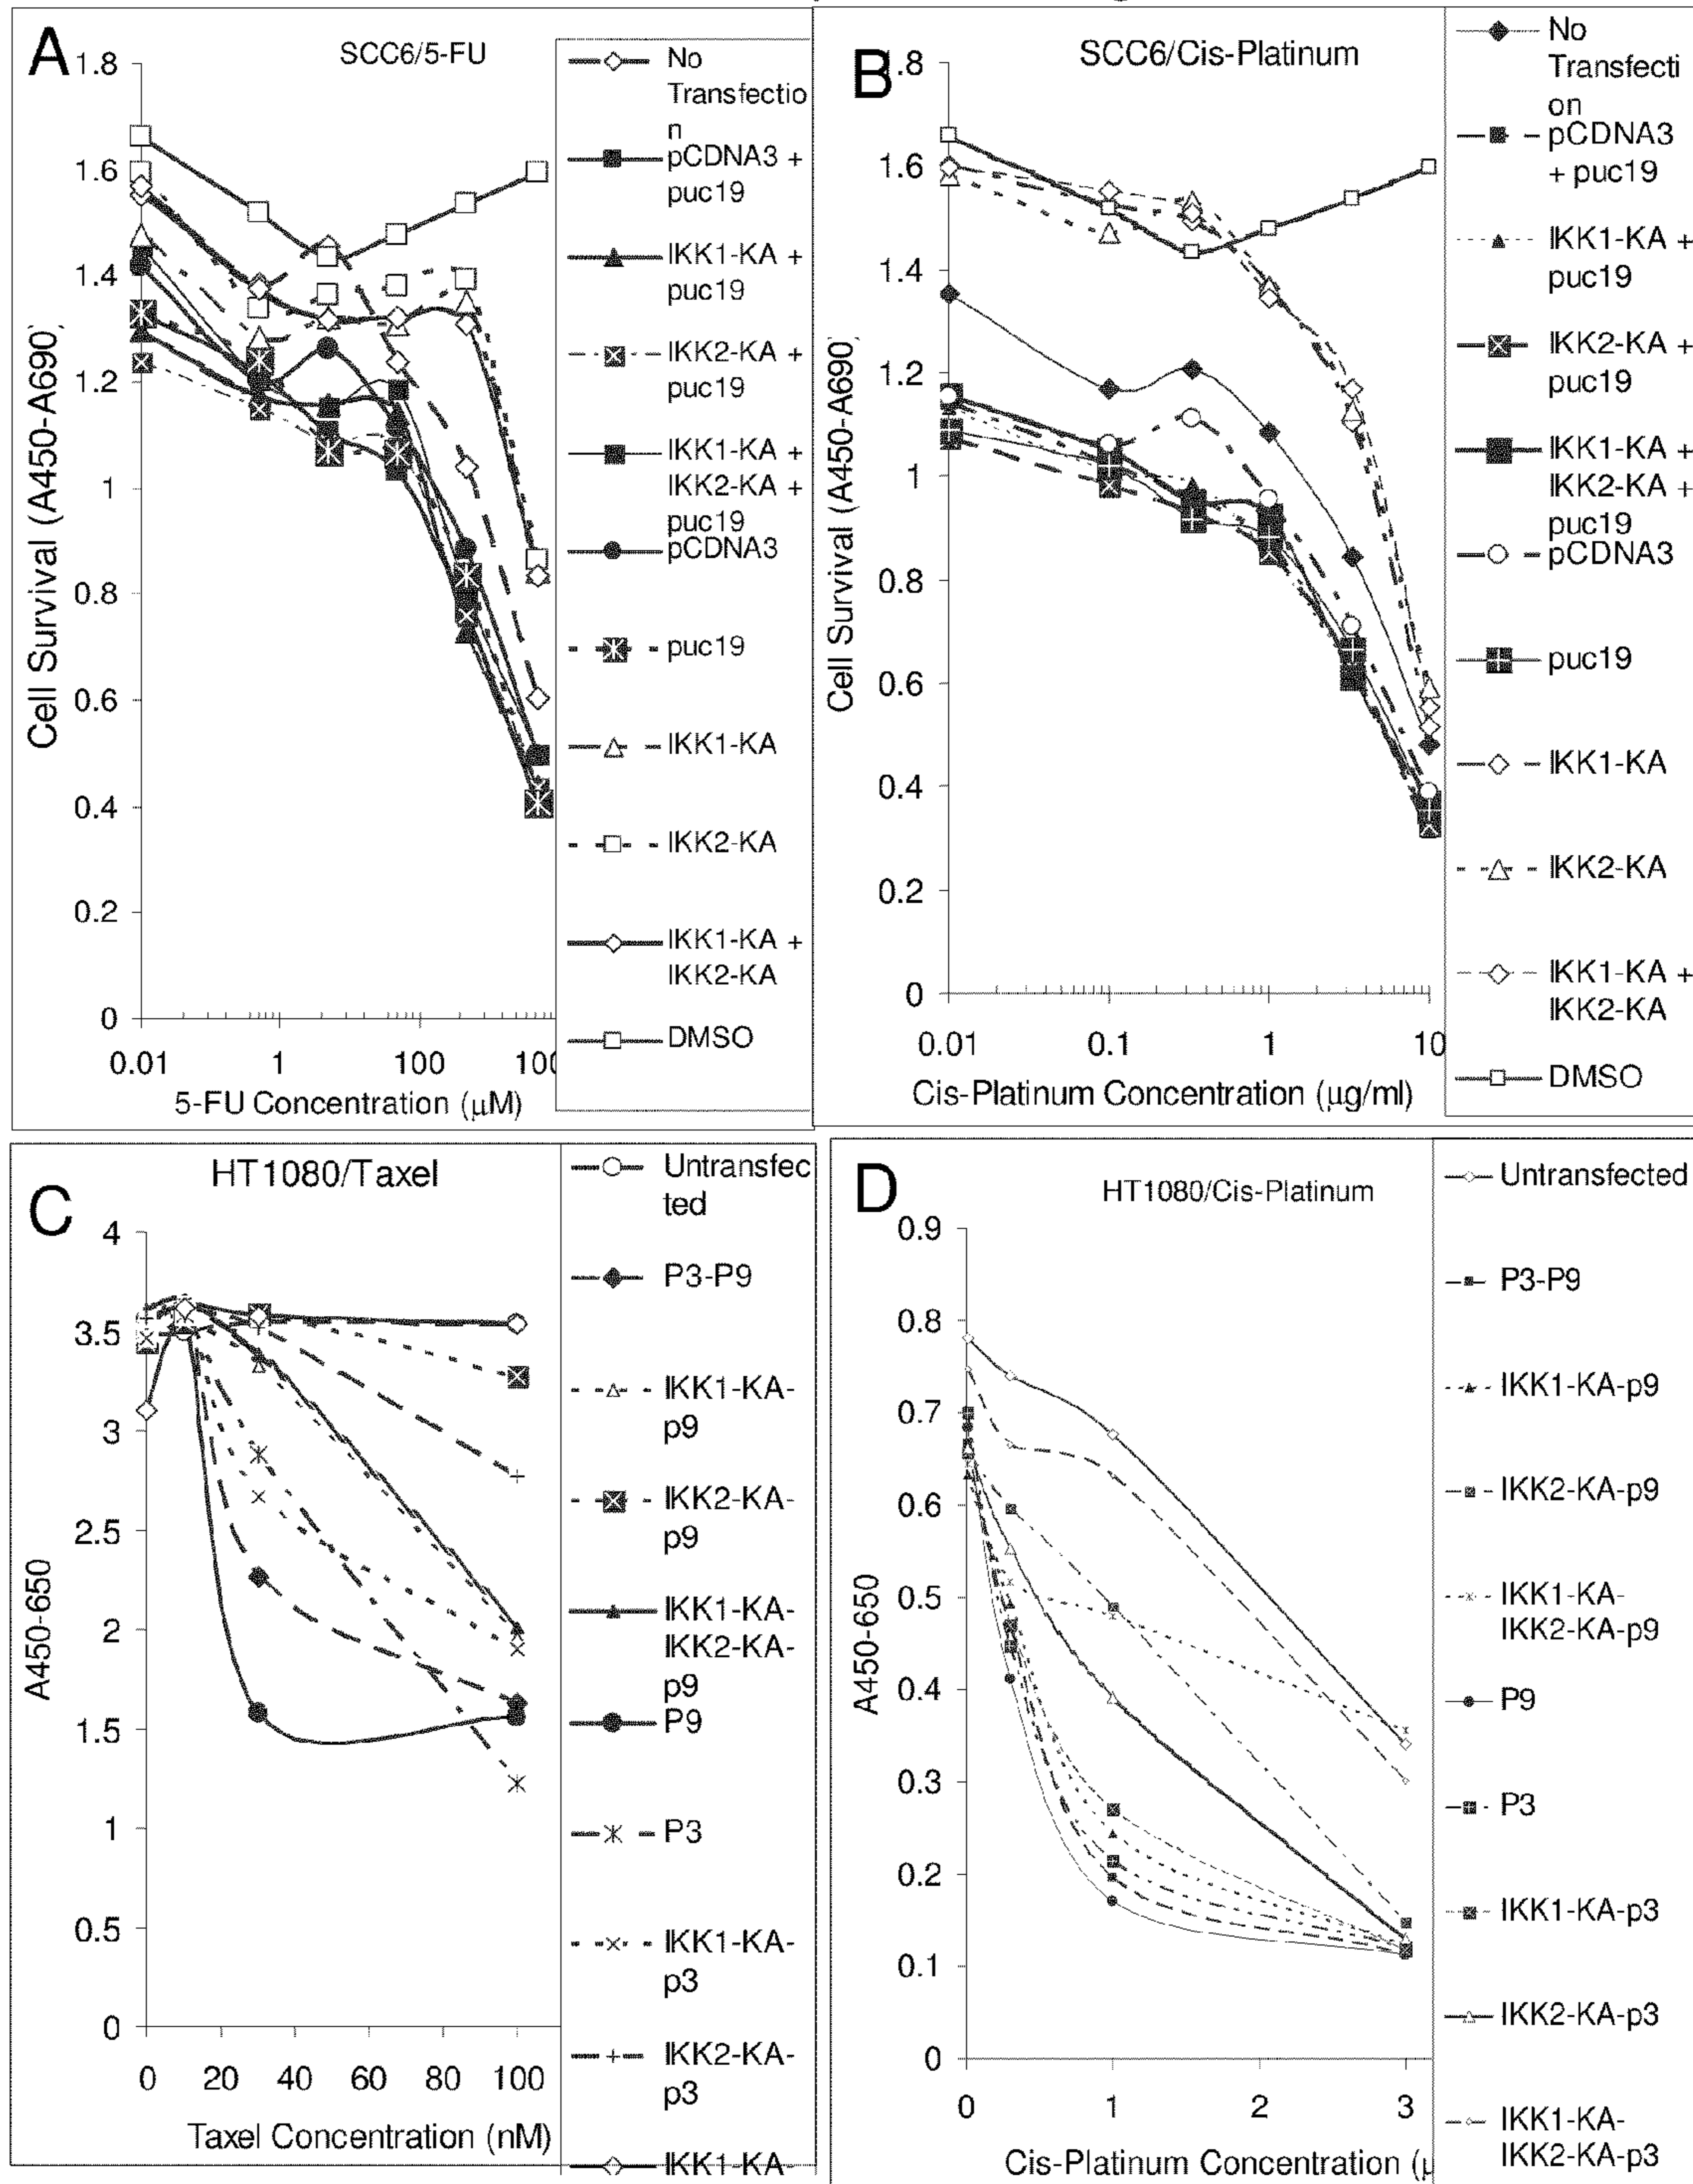 A
SCC6/5-FU
Cell Survival (A450-A690)
1.8
1.6
1.4
1.2
1
0.8
0.6
0.4
0.2
0
0.01
1
100
100
5-FU Concentration (μM)
No
Transfectio
n
pCDNA3 +
puc19
IKK1-KA +
puc19
IKK2-KA +
puc19
IKK1-KA +
IKK2-KA +
puc19
pCDNA3
puc19
IKK1-KA
IKK2-KA
IKK1-KA +
IKK2-KA
DMSO
B
SCC6/Cis-Platinum
Cell Survival (A450-A690)
.8
1.6
1.4
1.2
1
0.8
0.6
0.4
0.2
0
0.01
0.1
1
10
Cis-Platinum Concentration (μg/ml)
No
Transfecti
on
pCDNA3
+ puc19
IKK1-KA +
puc19
IKK2-KA +
puc19
IKK1-KA +
IKK2-KA +
puc19
pCDNA3
puc19
IKK1-KA
IKK2-KA
IKK1-KA +
IKK2-KA
DMSO
C
HT1080/Taxel
A450-650
4
3.5
3
2.5
2
1.5
1
0.5
0
0 20 40 60 80 100
Taxel Concentration (nM)
Untransfec
ted
P3-P9
IKK1-KA-
p9
IKK2-KA-
p9
IKK1-KA-
IKK2-KA-
p9
P9
P3
IKK1-KA-
p3
IKK2-KA-
p3
IKK1-KA-
D
HT1080/Cis-Platinum
A450-650
0.9
0.8
0.7
0.6
0.5
0.4
0.3
0.2
0.1
0
0 1 2 3
Cis-Platinum Concentration (μ
Untransfected
P3-P9
IKK1-KA-p9
IKK2-KA-p9
IKK1-KA-
IKK2-KA-p9
P9
P3
IKK1-KA-p3
IKK2-KA-p3
IKK1-KA-
IKK2-KA-p3